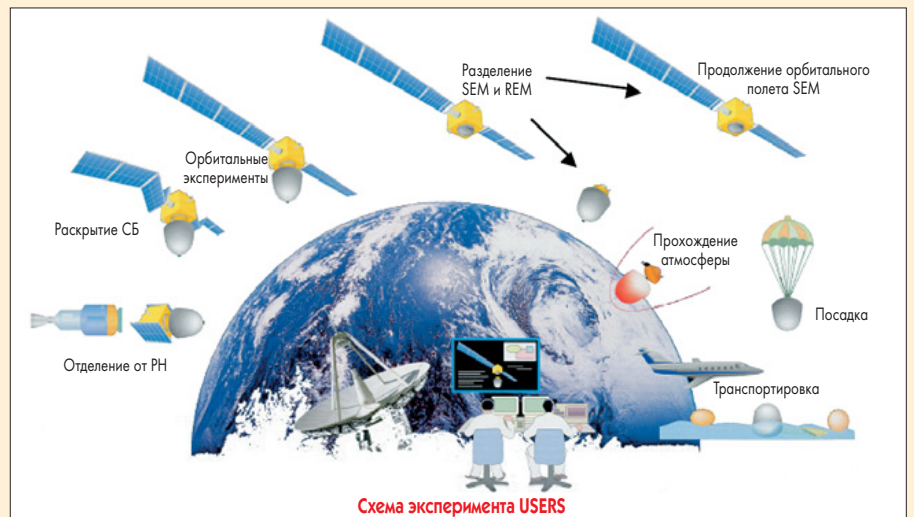 Разделение
SEM и REM
Продолжение орбитального
полета SEM
Орбитальные
эксперименты
Раскрытие СБ
Прохождение
атмосферы
Посадка
Отделение от РН
Транспортировка
Схема эксперимента USERS